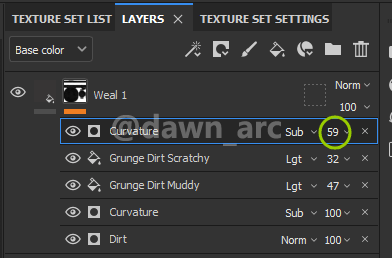 TEXTURE SET LIST LAYERS × TEXTURE SET SETTINGS
Base color
Norm
Weal 1
100
@dawn_arc
Curvature Sub 59 ×
Grunge Dirt Scratchy Lgt 32 ×
Grunge Dirt Muddy Lgt 47 ×
Curvature Sub 100 ×
Dirt Norm 100 ×